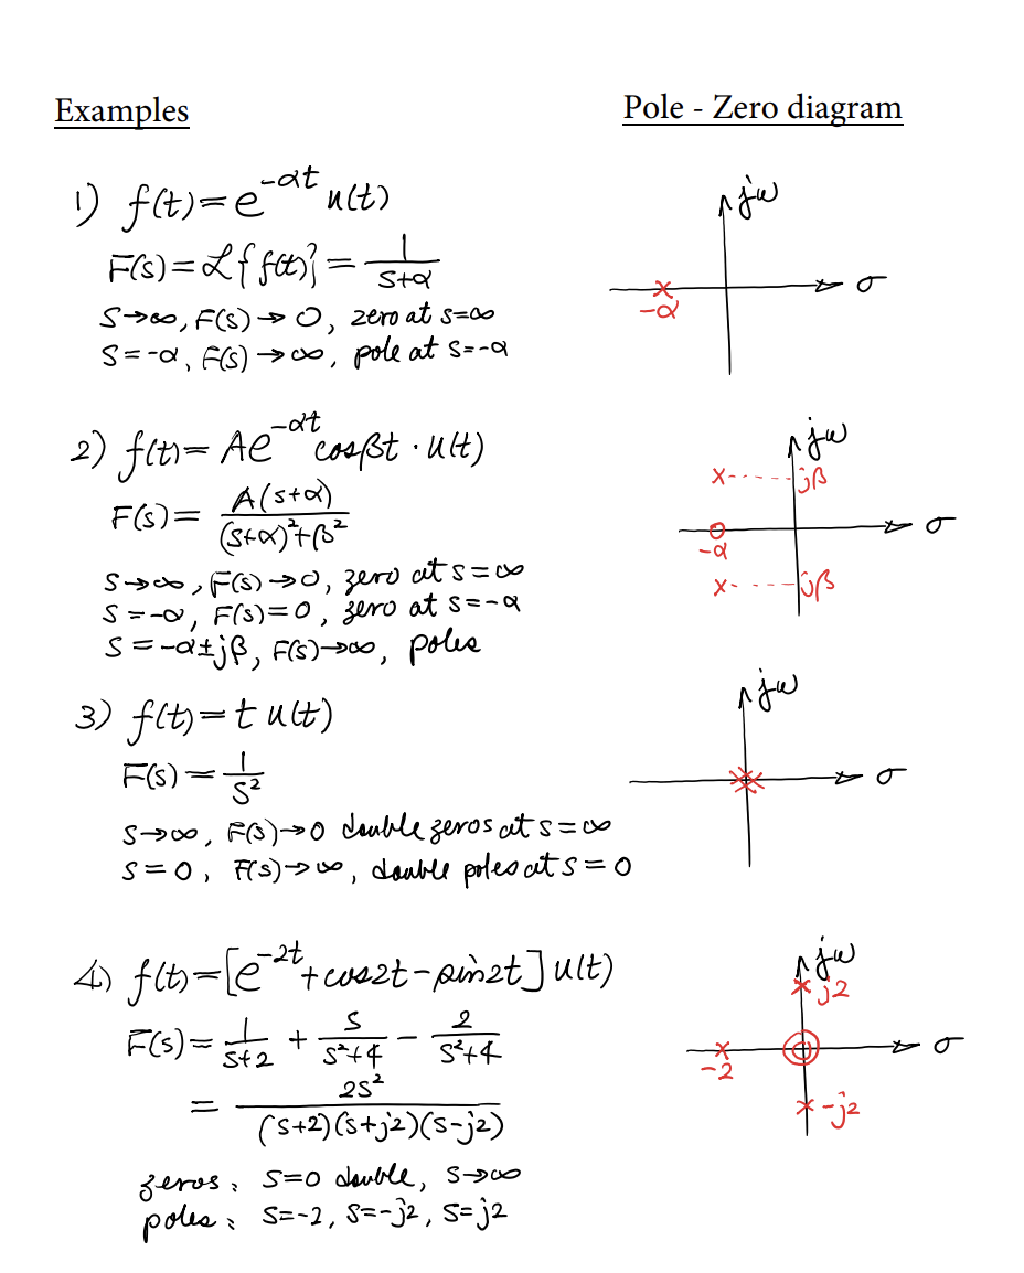 Examples
Pole - Zero diagram
1) f(t) = e^{-αt} u(t)
F(s) = ℒ{f(t)} = 1/(s+α)
s→∞, F(s)→0, zero at s=∞
s=-α, F(s)→∞, pole at s=-α
jω
σ
-α
2) f(t) = Ae^{-αt} cosβt · u(t)
F(s) = A(s+α)/((s+α)²+β²)
s→∞, F(s)→0, zero at s=∞
s=-α, F(s)=0, zero at s=-α
s=-α±jβ, F(s)→∞, poles
jω
x
jβ
σ
-α
x
jβ
3) f(t) = t u(t)
F(s) = 1/s²
s→∞, F(s)→0 double zeros at s=∞
s=0, F(s)→∞, double poles at s=0
jω
σ
4) f(t) = [e^{-2t} + cos2t - sin2t] u(t)
F(s) = 1/(s+2) + s/(s²+4) - 2/(s²+4)
= 2s²/((s+2)(s+j2)(s-j2))
zeros: s=0 double, s→∞
poles: s=-2, s=-j2, s=j2
jω
j2
σ
-2
-j2